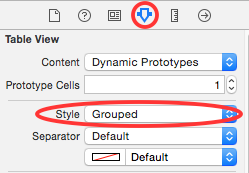 Table View
Content Dynamic Prototypes
Prototype Cells 1
Style Grouped
Separator Default
Default